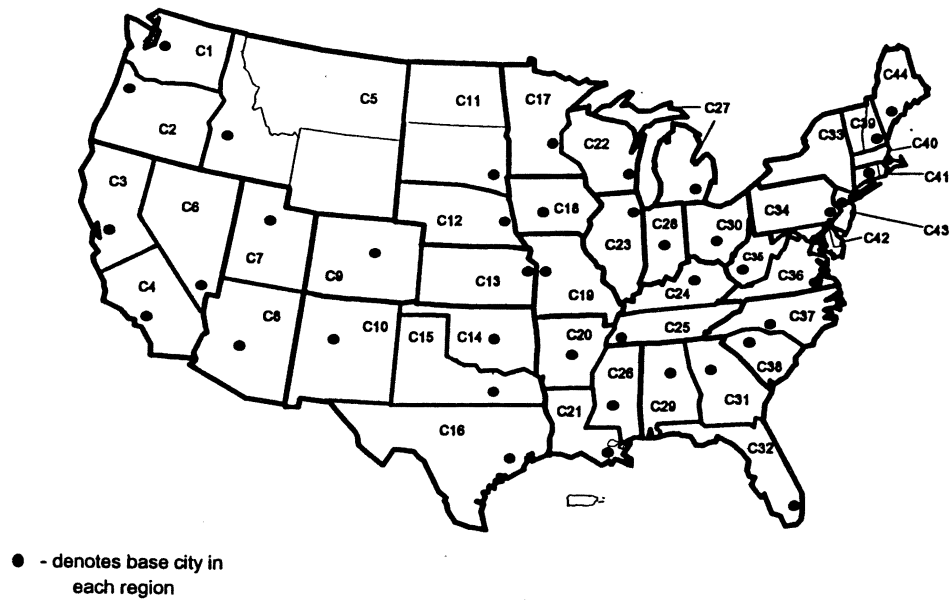 C1
C2
C3
C4
C5
C6
C7
C8
C9
C10
C11
C12
C13
C14
C15
C16
C17
C18
C19
C20
C21
C22
C23
C24
C25
C26
C27
C28
C29
C30
C31
C32
C33
C34
C35
C36
C37
C38
C39
C40
C41
C42
C43
C44
- denotes base city in
each region